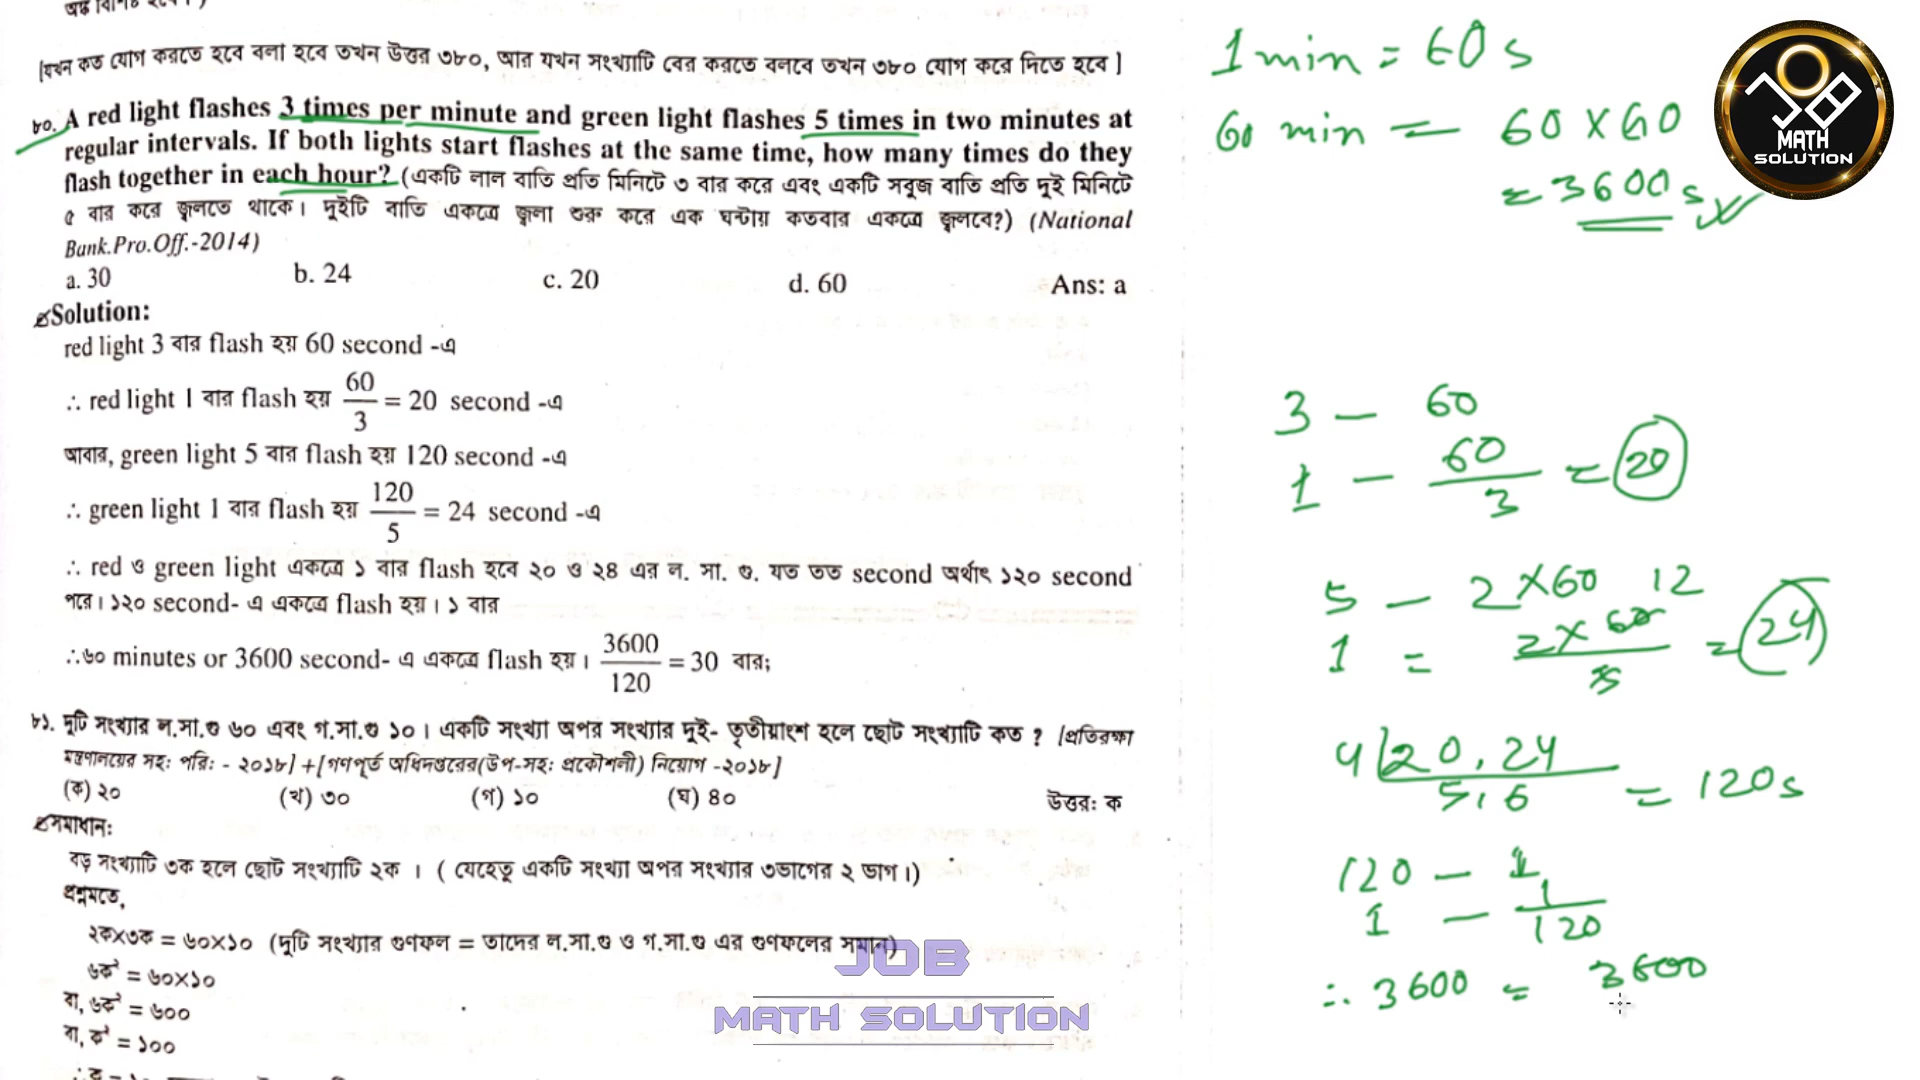 [যখন কত যোগ করতে হবে বলা হবে তখন উত্তর ৩৮০, আর যখন সংখ্যাটি বের করতে বলবে তখন ৩৮০ যোগ করে দিতে হবে]
৮০. A red light flashes 3 times per minute and green light flashes 5 times in two minutes at
regular intervals. If both lights start flashes at the same time, how many times do they
flash together in each hour? (একটি লাল বাতি প্রতি মিনিটে ৩ বার করে এবং একটি সবুজ বাতি প্রতি দুই মিনিটে
৫ বার করে জ্বলতে থাকে। দুইটি বাতি একত্রে জ্বলা শুরু করে এক ঘন্টায় কতবার একত্রে জ্বলবে?) (National
Bank.Pro.Off.-2014)
a. 30 b. 24 c. 20 d. 60 Ans: a
Solution:
red light 3 বার flash হয় 60 second -এ
∴ red light 1 বার flash হয় 60/3 = 20 second -এ
আবার, green light 5 বার flash হয় 120 second -এ
∴ green light 1 বার flash হয় 120/5 = 24 second -এ
∴ red ও green light একত্রে ১ বার flash হবে ২০ ও ২৪ এর ল. সা. গু. যত তত second অর্থাৎ ১২০ second
পরে। ১২০ second- এ একত্রে flash হয়। ১ বার
∴৬০ minutes or 3600 second- এ একত্রে flash হয়। 3600/120 = 30 বার;
৮১. দুটি সংখ্যার ল.সা.গু ৬০ এবং গ.সা.গু ১০। একটি সংখ্যা অপর সংখ্যার দুই- তৃতীয়াংশ হলে ছোট সংখ্যাটি কত ? [প্রতিরক্ষা
মন্ত্রণালয়ের সহ: পরি: - ২০১৮]+[গণপূর্ত অধিদপ্তরের(উপ-সহ: প্রকৌশলী) নিয়োগ -২০১৮]
(ক) ২০ (খ) ৩০ (গ) ১০ (ঘ) ৪০ উত্তর: ক
সমাধান:
বড় সংখ্যাটি ৩ক হলে ছোট সংখ্যাটি ২ক । ( যেহেতু একটি সংখ্যা অপর সংখ্যার ৩ভাগের ২ ভাগ।)
প্রশ্নমতে,
২ক×৩ক = ৬০×১০ (দুটি সংখ্যার গুণফল = তাদের ল.সা.গু ও গ.সা.গু এর গুণফলের সমান)
৬ক² = ৬০×১০
বা, ৬ক² = ৬০০
বা, ক² = ১০০
1 min = 60 s
60 min = 60 × 60
= 3600 s
3 – 60
1 – 60/3 = 20
5 – 2×60 12
1 = 2×60/5 = 24
4 | 20, 24
5, 6 = 120s
120 – 1
1 – 1/120
∴ 3600 = 3600
JOB
MATH
SOLUTION
JOB
MATH SOLUTION